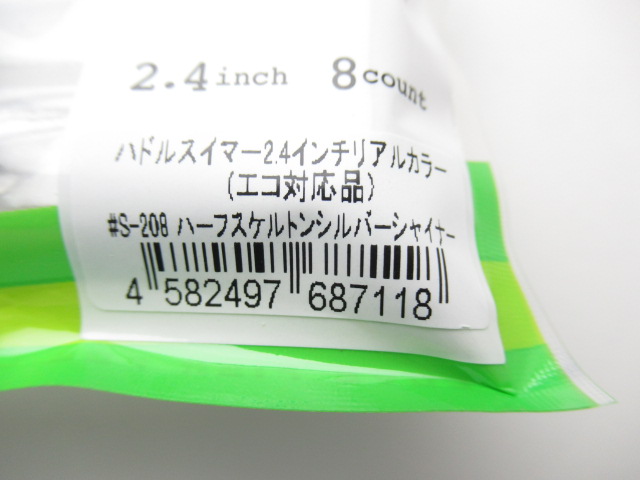 2.4inch 8count
ハドルスイマー2.4インチリアルカラー
(エコ対応品)
#S-208 ハーフスケルトンシルバーシャイナー
4 582497 687118